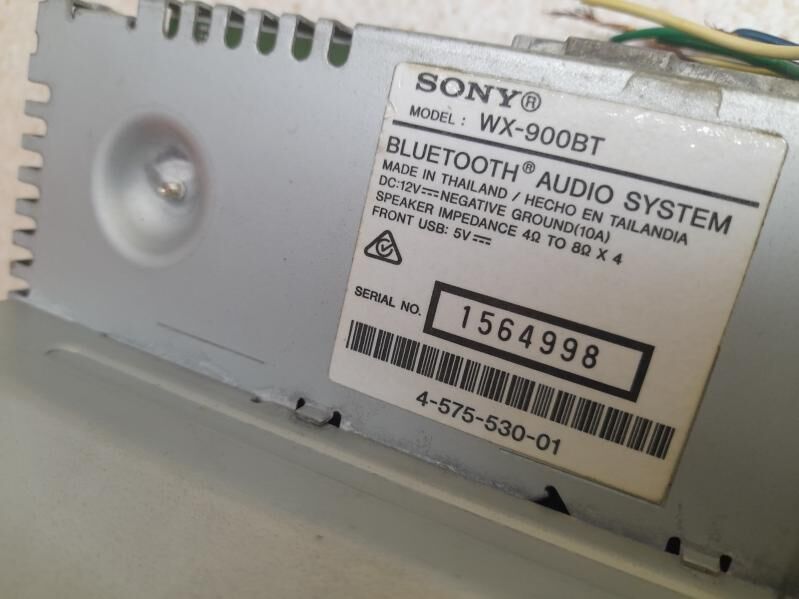 SONY®
MODEL : WX-900BT
BLUETOOTH® AUDIO SYSTEM
MADE IN THAILAND / HECHO EN TAILANDIA
DC:12V⎓NEGATIVE GROUND(10A)
SPEAKER IMPEDANCE 4Ω TO 8Ω X 4
FRONT USB: 5V⎓
SERIAL NO. 1564998
4-575-530-01